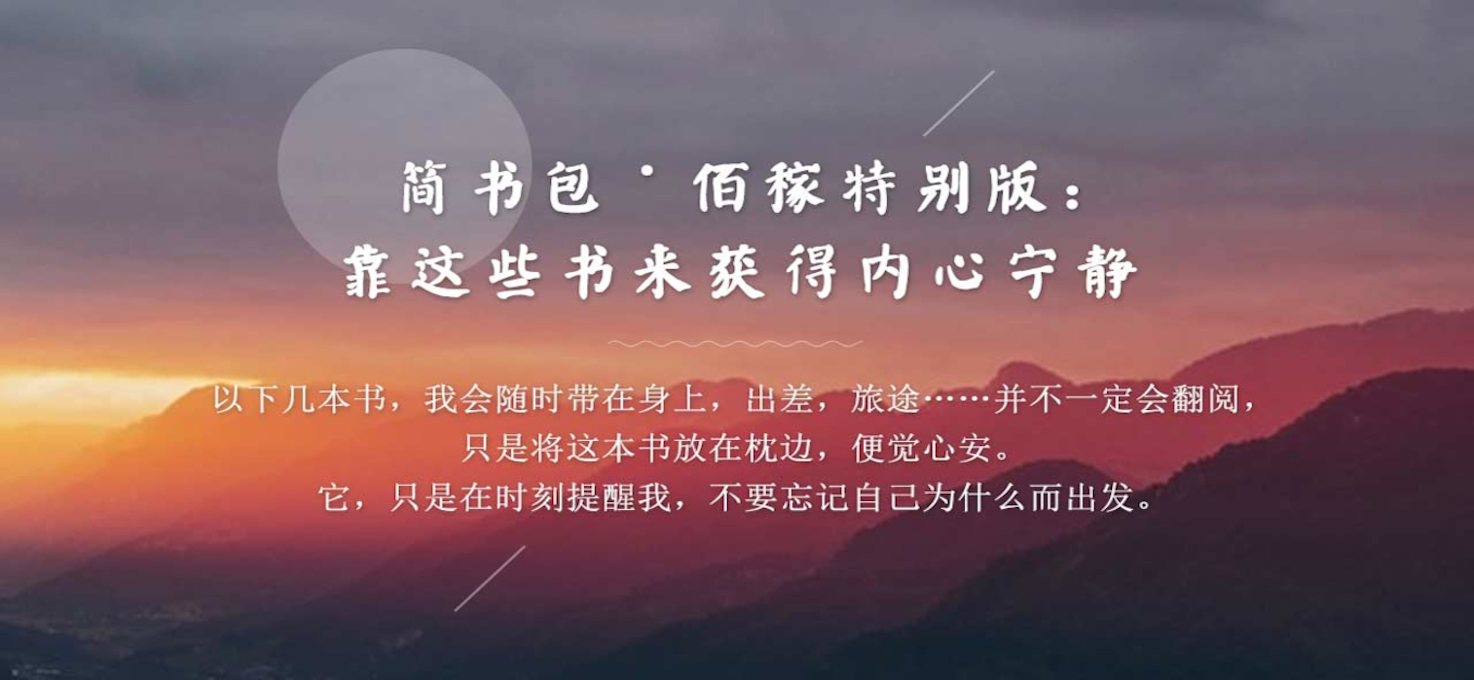 简书包·佰稼特别版：
靠这些书来获得内心宁静
以下几本书，我会随时带在身上，出差，旅途……并不一定会翻阅，
只是将这本书放在枕边，便觉心安。
它，只是在时刻提醒我，不要忘记自己为什么而出发。